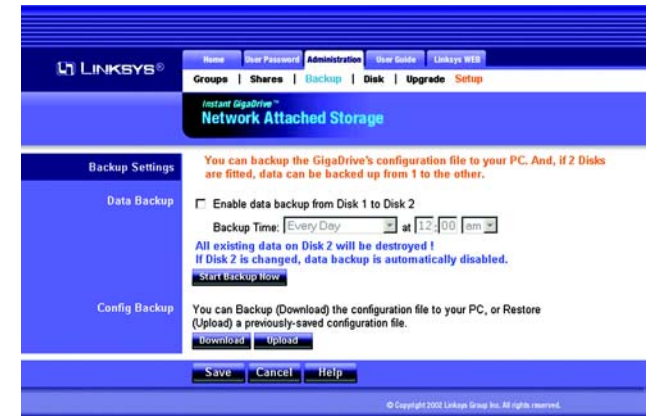 LINKSYS®
Home User Password Administration User Guide Linksys WEB
Groups | Shares | Backup | Disk | Upgrade Setup
Instant GigaDrive™
Network Attached Storage
Backup Settings
You can backup the GigaDrive's configuration file to your PC. And, if 2 Disks
are fitted, data can be backed up from 1 to the other.
Data Backup
Enable data backup from Disk 1 to Disk 2
Backup Time: Every Day at 12:00 am
All existing data on Disk 2 will be destroyed !
If Disk 2 is changed, data backup is automatically disabled.
Start Backup Now
Config Backup
You can Backup (Download) the configuration file to your PC, or Restore
(Upload) a previously-saved configuration file.
Download Upload
Save Cancel Help
© Copyright 2002 Linksys Group Inc. All rights reserved.